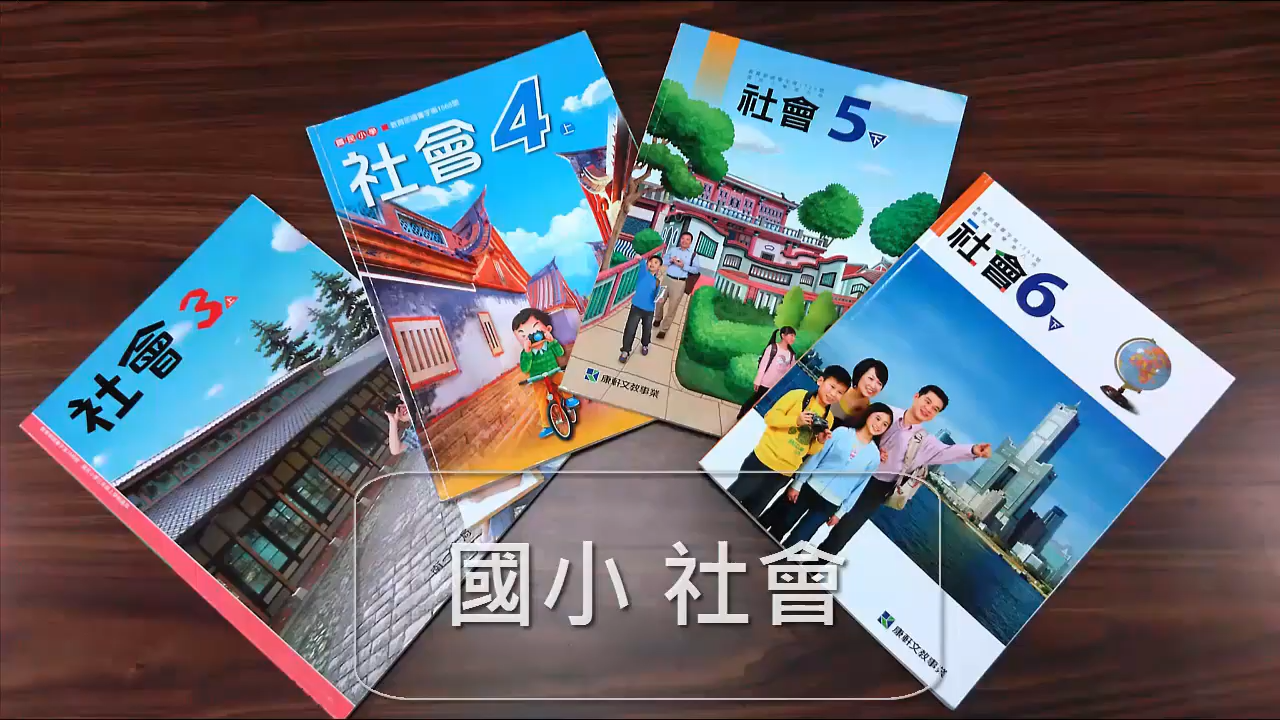 社會 3 上
國民小學
社會 4 上
社會 5 下
康軒文教事業
社會 6 下
康軒文教事業
國小 社會